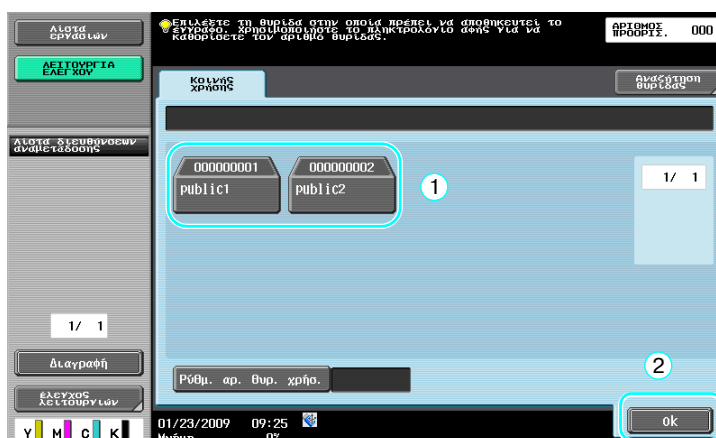 Λίστα
εργασιών
ΛΕΙΤΟΥΡΓΙΑ
ΕΛΕΓΧΟΥ
Λίστα διευθύνσεων
αναμετάδοσης
1/ 1
Διαγραφή
έλεγχος
λειτουργιών
Y M C K
Επιλέξτε τη θυρίδα στην οποία πρέπει να αποθηκευτεί το
έγγραφο. Χρησιμοποιήστε το πληκτρολόγιο αφής για να
καθορίσετε τον αριθμό θυρίδας.
ΑΡΙΘΜΟΣ
ΠΡΟΟΡΙΣ. 000
Κοινής
χρήσης
Αναζήτηση
θυρίδας
000000001 000000002
public1 public2
1
1/ 1
2
Ρύθμ. αρ. θυρ. χρήσ.
01/23/2009 09:25
Μνήμη 0%
ok